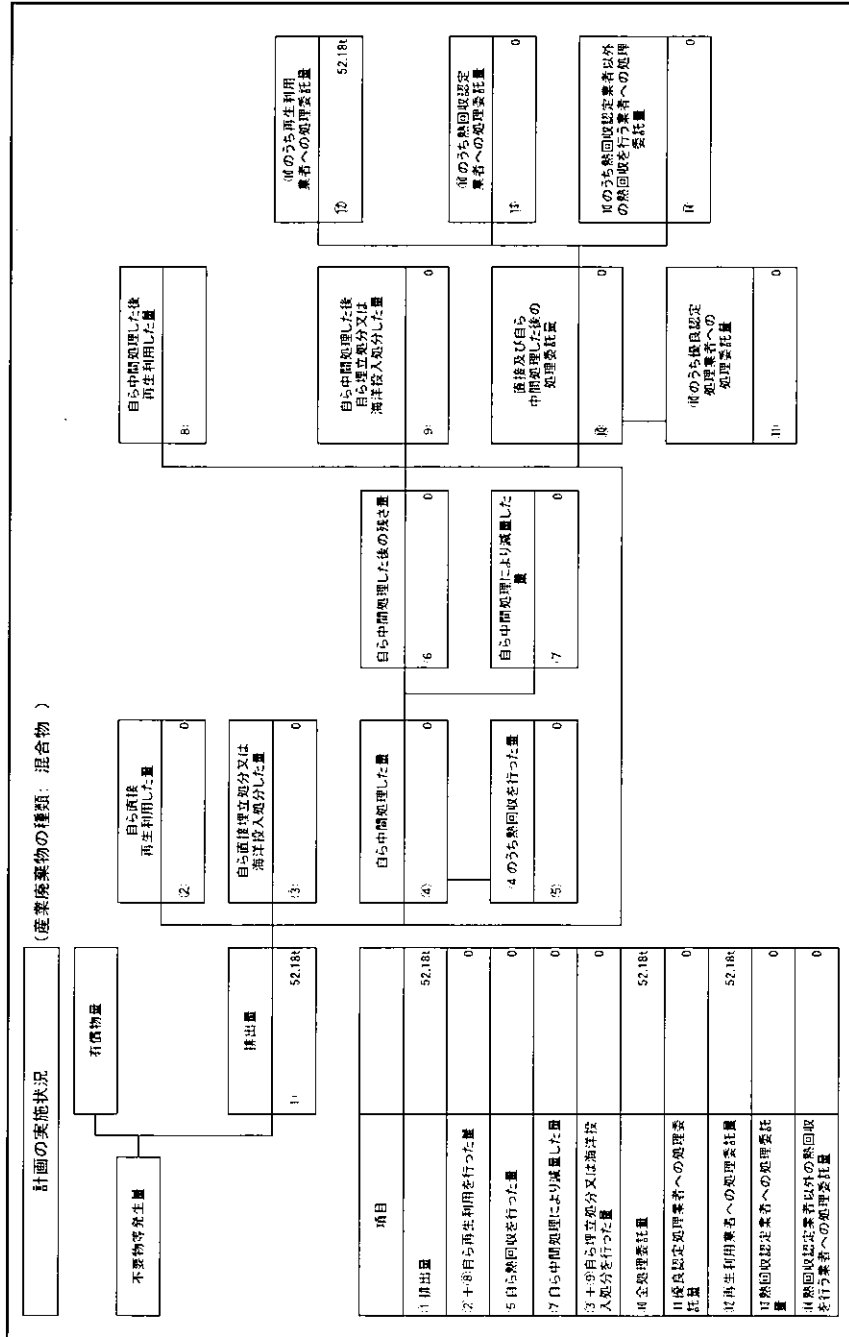 計画の実施状況
(産業廃棄物の種類: 混合物 )
不要物等発生量
有償物量
排出量
52.18t
自ら直接
再生利用した量
(2)
0
自ら直接埋立処分又は
海洋投入処分した量
(3)
0
自ら中間処理した量
(4)
0
(4 のうち熱回収を行った量
(5)
0
自ら中間処理した後の残さ量
(6
0
自ら中間処理により減量した
量
(7
0
自ら中間処理した後
再生利用した量
8)
自ら中間処理した後
自ら埋立処分又は
海洋投入処分した量
9)
0
直接及び自ら
中間処理した後の
処理委託量
(10)
0
(10)のうち優良認定
処理業者への
処理委託量
(11)
0
(10)のうち再生利用
業者への処理委託量
(12)
52.18t
(10)のうち熱回収認定
業者への処理委託量
(13)
0
10 のうち熱回収認定業者以外
の熱回収を行う業者への処理
委託量
0
項目
(1 排出量
52.18t
(2)+(8)自ら再生利用を行った量
0
(5 自ら熱回収を行った量
0
(7 自ら中間処理により減量した量
0
(3)+(9)自ら埋立処分又は海洋投
入処分を行った量
0
(10 全処理委託量
52.18t
11 優良認定処理業者への処理委
託量
0
(12 再生利用業者への処理委託量
52.18t
13 熱回収認定業者への処理委託
量
0
(14 熱回収認定業者以外の熱回収
を行う業者への処理委託量
0